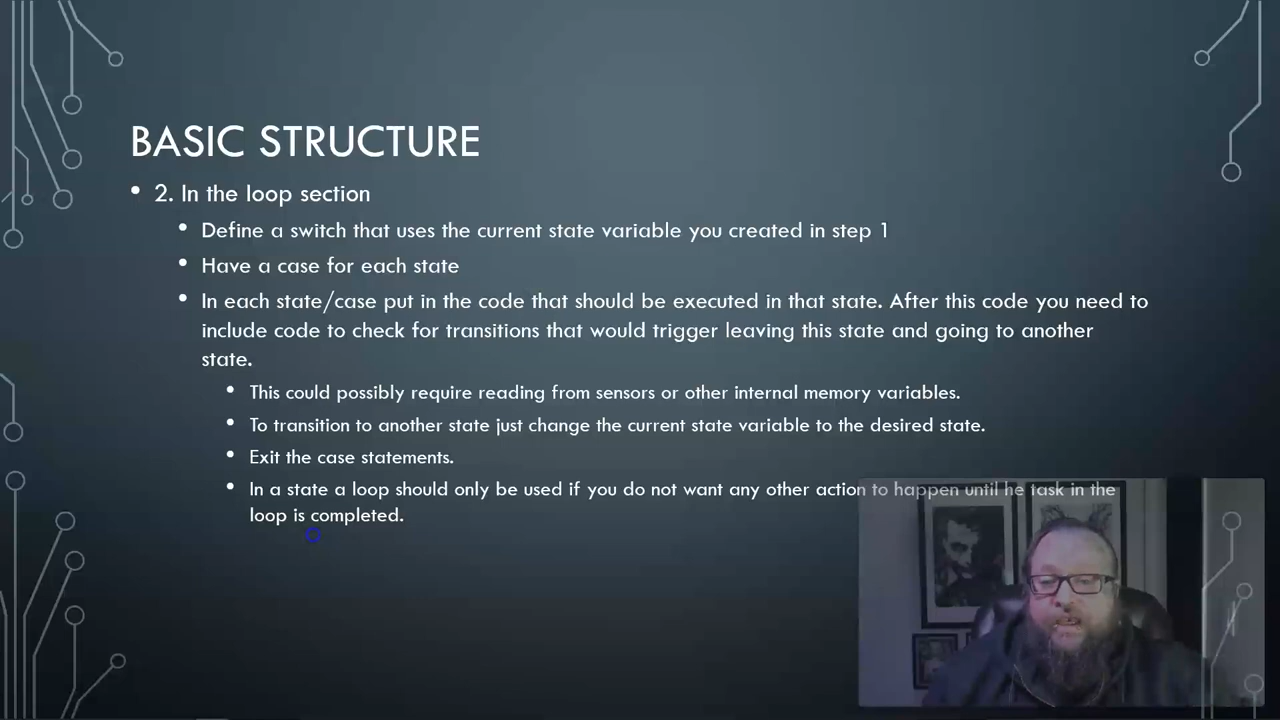 BASIC STRUCTURE
• 2. In the loop section
• Define a switch that uses the current state variable you created in step 1
• Have a case for each state
• In each state/case put in the code that should be executed in that state. After this code you need to
include code to check for transitions that would trigger leaving this state and going to another
state.
• This could possibly require reading from sensors or other internal memory variables.
• To transition to another state just change the current state variable to the desired state.
• Exit the case statements.
• In a state a loop should only be used if you do not want any other action to happen until he task in the
loop is completed.